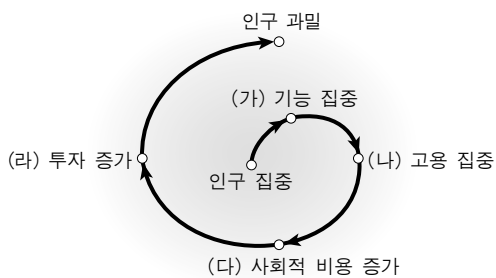 인구 과밀
(가) 기능 집중
(라) 투자 증가
(나) 고용 집중
인구 집중
(다) 사회적 비용 증가